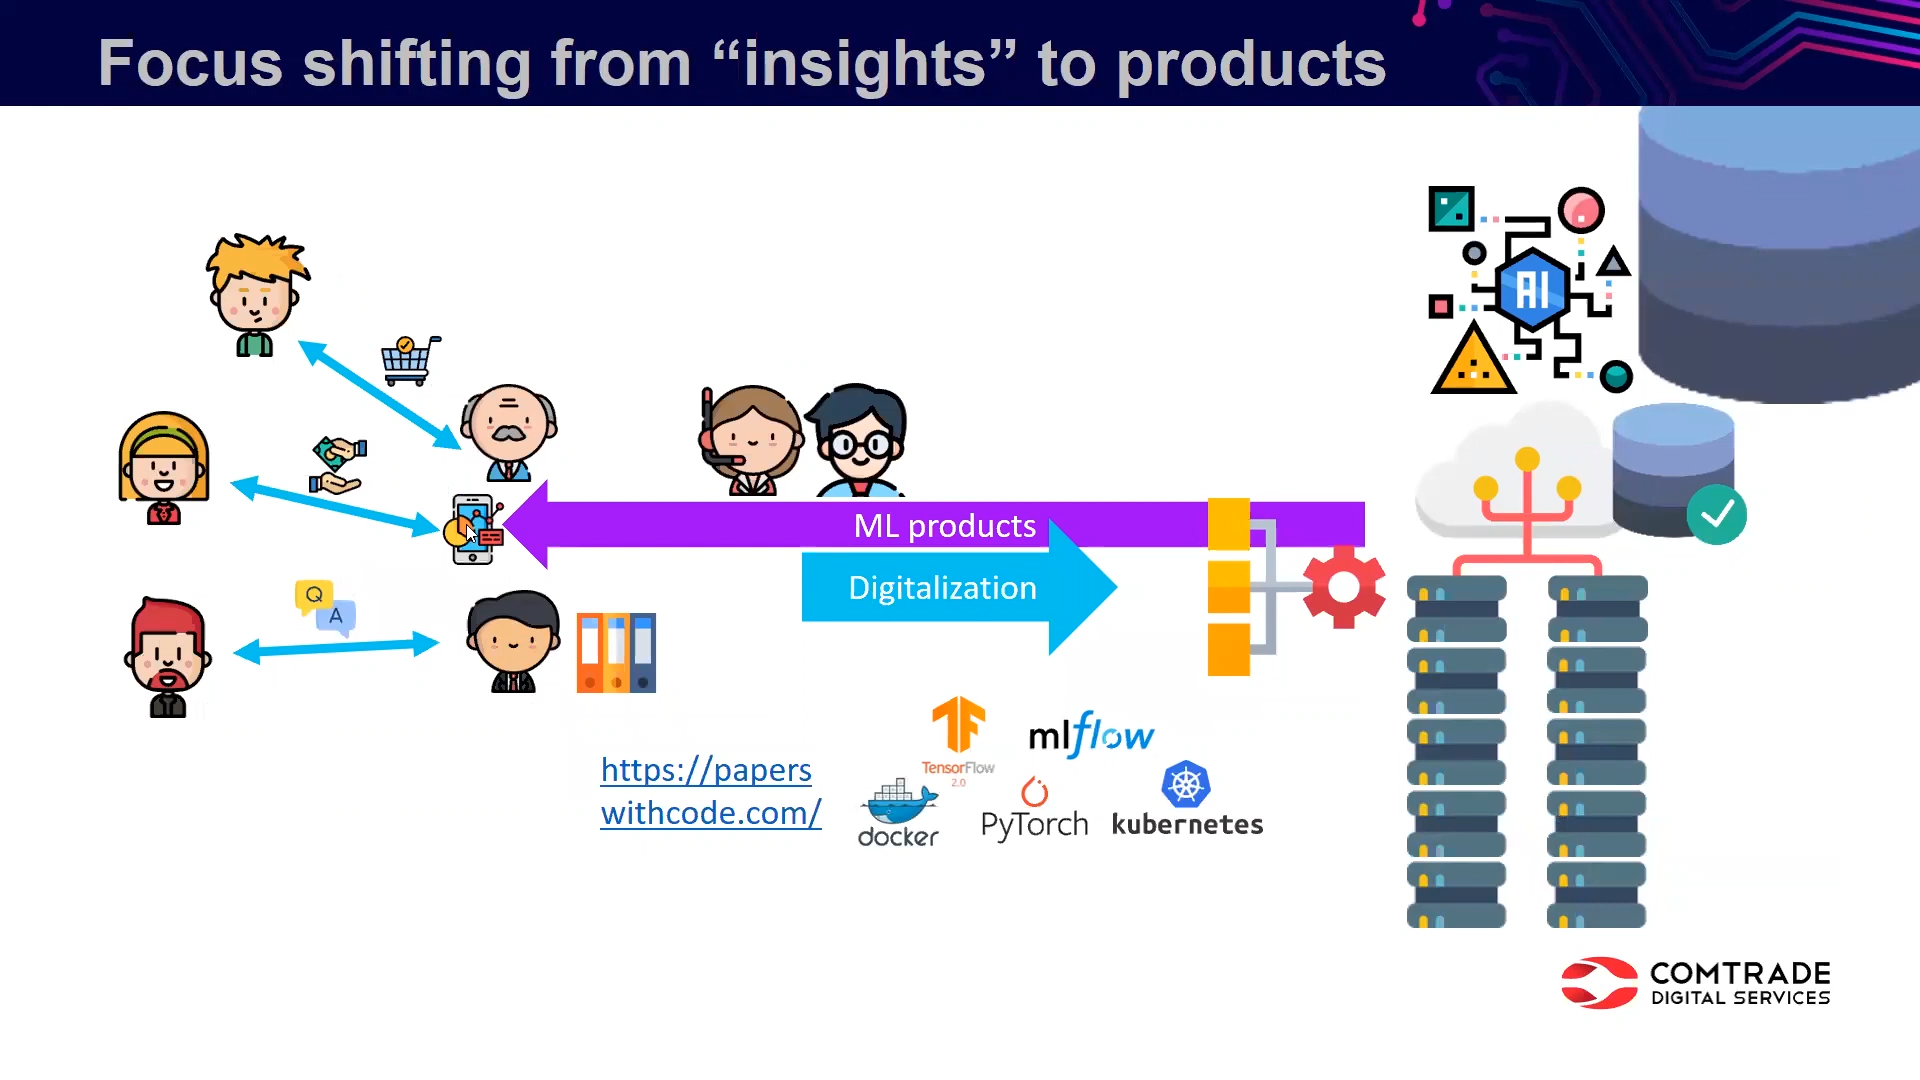 Focus shifting from “insights” to products
AI
ML products
Digitalization
Q
A
https://papers
withcode.com/
TensorFlow
2.0
mlflow
docker
PyTorch
kubernetes
COMTRADE
DIGITAL SERVICES